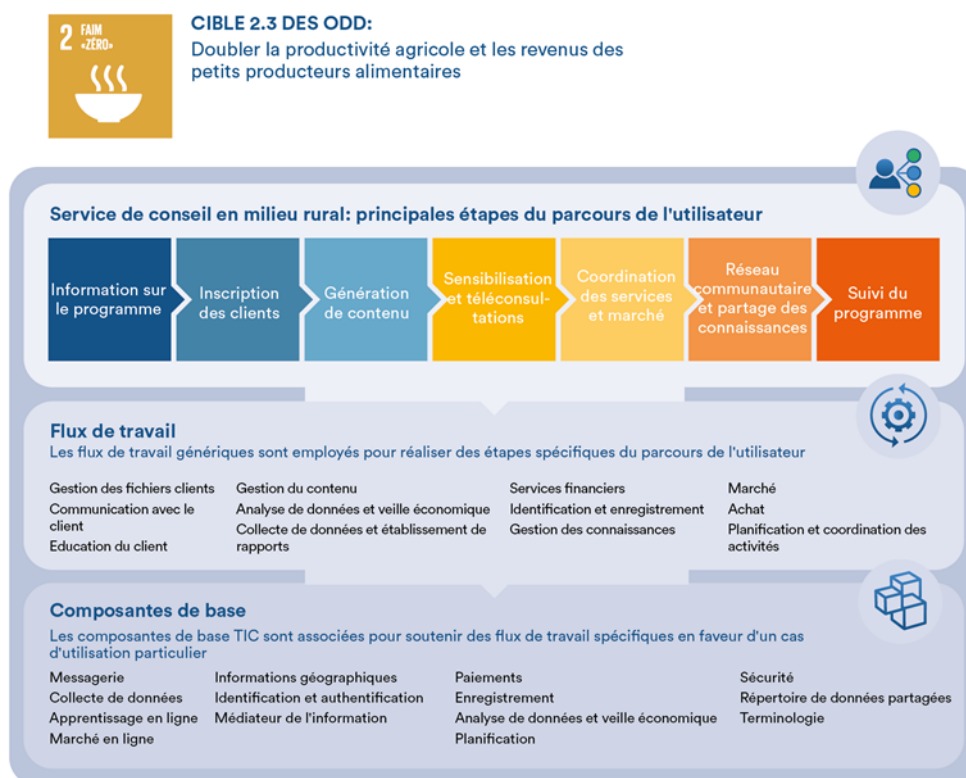 2 FAIM
«ZÉRO»
CIBLE 2.3 DES ODD:
Doubler la productivité agricole et les revenus des
petits producteurs alimentaires
Service de conseil en milieu rural: principales étapes du parcours de l'utilisateur
Information sur
le programme
Inscription
des clients
Génération
de contenu
Sensibilisation
et téléconsul-
tations
Coordination
des services
et marché
Réseau
communautaire
et partage des
connaissances
Suivi du
programme
Flux de travail
Les flux de travail génériques sont employés pour réaliser des étapes spécifiques du parcours de l'utilisateur
Gestion des fichiers clients
Communication avec le
client
Education du client
Gestion du contenu
Analyse de données et veille économique
Collecte de données et établissement de
rapports
Services financiers
Identification et enregistrement
Gestion des connaissances
Marché
Achat
Planification et coordination des
activités
Composantes de base
Les composantes de base TIC sont associées pour soutenir des flux de travail spécifiques en faveur d'un cas
d'utilisation particulier
Messagerie
Collecte de données
Apprentissage en ligne
Marché en ligne
Informations géographiques
Identification et authentification
Médiateur de l'information
Paiements
Enregistrement
Analyse de données et veille économique
Planification
Sécurité
Répertoire de données partagées
Terminologie